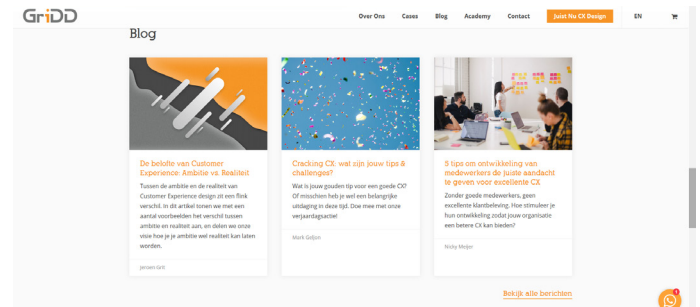 GriDD
Over Ons Cases Blog Academy Contact Juist Nu CX Design EN
Blog
De belofte van Customer
Experience: Ambitie vs. Realiteit
Tussen de ambitie en de realiteit van
Customer Experience design zit een flink
verschil. In dit artikel tonen we met een
aantal voorbeelden het verschil tussen
ambitie en realiteit aan, en delen we onze
visie hoe je je ambitie wel realiteit kan laten
worden.
Jeroen Grit
Cracking CX: wat zijn jouw tips &
challenges?
Wat is jouw gouden tip voor een goede CX?
Of misschien heb je wel een belangrijke
uitdaging in deze tijd. Doe mee met onze
verjaardagsactie!
Mark Galjon
5 tips om ontwikkeling van
medewerkers de juiste aandacht
te geven voor excellente CX
Zonder goede medewerkers, geen
excellente klantbeleving. Hoe stimuleer je
hun ontwikkeling zodat jouw organisatie
een betere CX kan bieden?
Nicky Meijer
Bekijk alle berichten